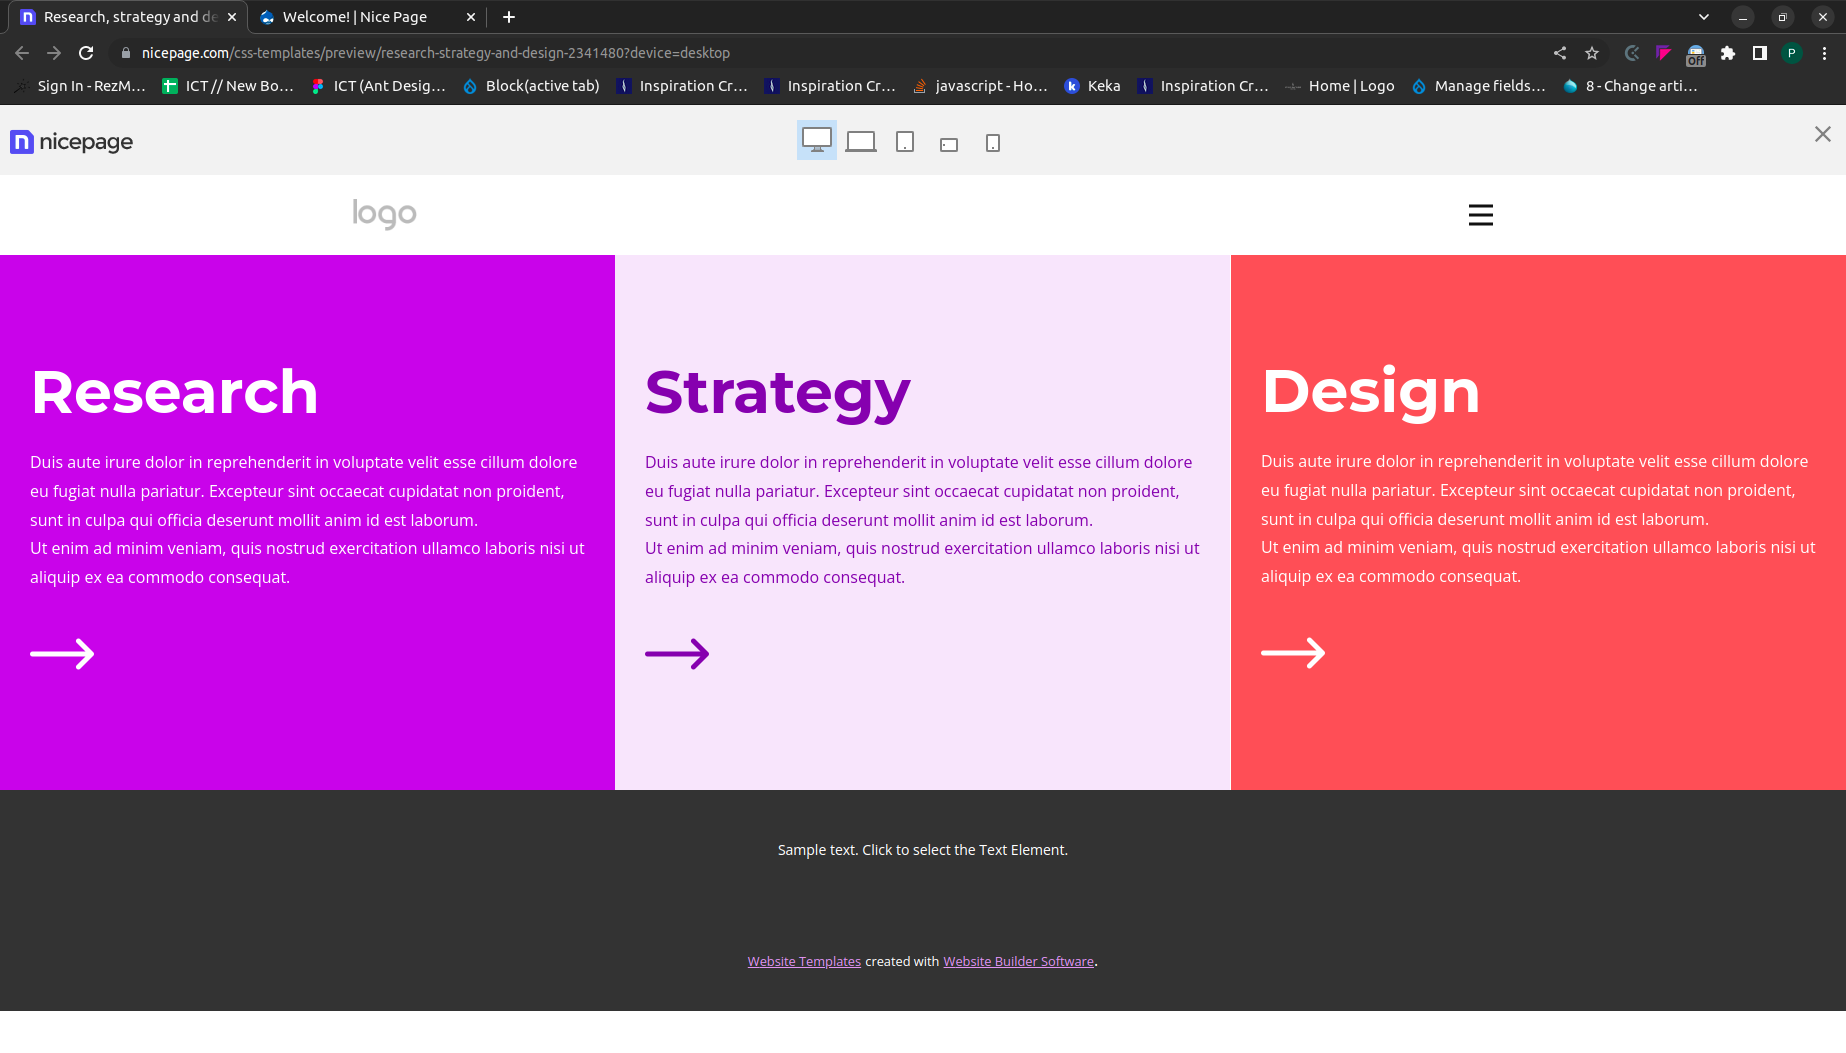 Research, strategy and de
Welcome! | Nice Page
nicepage.com/css-templates/preview/research-strategy-and-design-2341480?device=desktop
Off
P
Sign In - RezM...
ICT // New Bo...
ICT (Ant Desig...
Block(active tab)
Inspiration Cr...
Inspiration Cr...
javascript - Ho...
Keka
Inspiration Cr...
Home | Logo
Manage fields...
8 - Change arti...
nicepage
logo
Research
Duis aute irure dolor in reprehenderit in voluptate velit esse cillum dolore
eu fugiat nulla pariatur. Excepteur sint occaecat cupidatat non proident,
sunt in culpa qui officia deserunt mollit anim id est laborum.
Ut enim ad minim veniam, quis nostrud exercitation ullamco laboris nisi ut
aliquip ex ea commodo consequat.
Strategy
Duis aute irure dolor in reprehenderit in voluptate velit esse cillum dolore
eu fugiat nulla pariatur. Excepteur sint occaecat cupidatat non proident,
sunt in culpa qui officia deserunt mollit anim id est laborum.
Ut enim ad minim veniam, quis nostrud exercitation ullamco laboris nisi ut
aliquip ex ea commodo consequat.
Design
Duis aute irure dolor in reprehenderit in voluptate velit esse cillum dolore
eu fugiat nulla pariatur. Excepteur sint occaecat cupidatat non proident,
sunt in culpa qui officia deserunt mollit anim id est laborum.
Ut enim ad minim veniam, quis nostrud exercitation ullamco laboris nisi ut
aliquip ex ea commodo consequat.
Sample text. Click to select the Text Element.
Website Templates created with Website Builder Software.